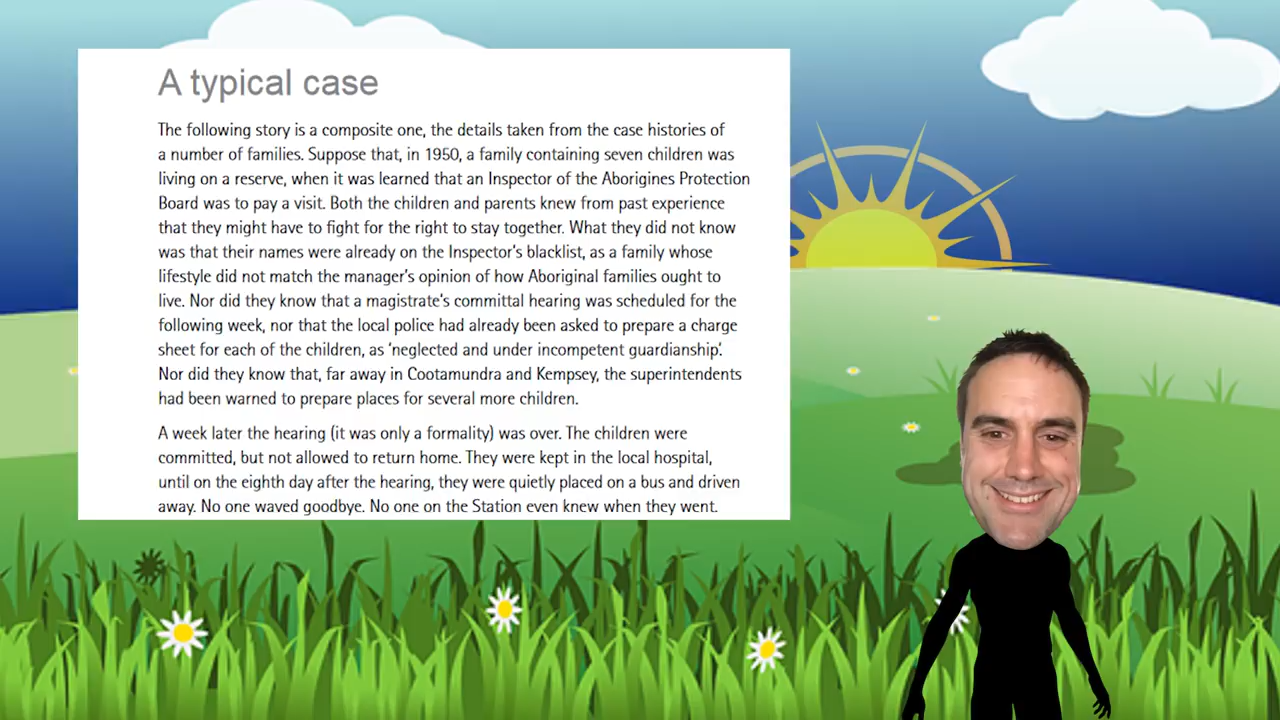 A typical case
The following story is a composite one, the details taken from the case histories of
a number of families. Suppose that, in 1950, a family containing seven children was
living on a reserve, when it was learned that an Inspector of the Aborigines Protection
Board was to pay a visit. Both the children and parents knew from past experience
that they might have to fight for the right to stay together. What they did not know
was that their names were already on the Inspector's blacklist, as a family whose
lifestyle did not match the manager's opinion of how Aboriginal families ought to
live. Nor did they know that a magistrate's committal hearing was scheduled for the
following week, nor that the local police had already been asked to prepare a charge
sheet for each of the children, as 'neglected and under incompetent guardianship'.
Nor did they know that, far away in Cootamundra and Kempsey, the superintendents
had been warned to prepare places for several more children.
A week later the hearing (it was only a formality) was over. The children were
committed, but not allowed to return home. They were kept in the local hospital,
until on the eighth day after the hearing, they were quietly placed on a bus and driven
away. No one waved goodbye. No one on the Station even knew when they went.